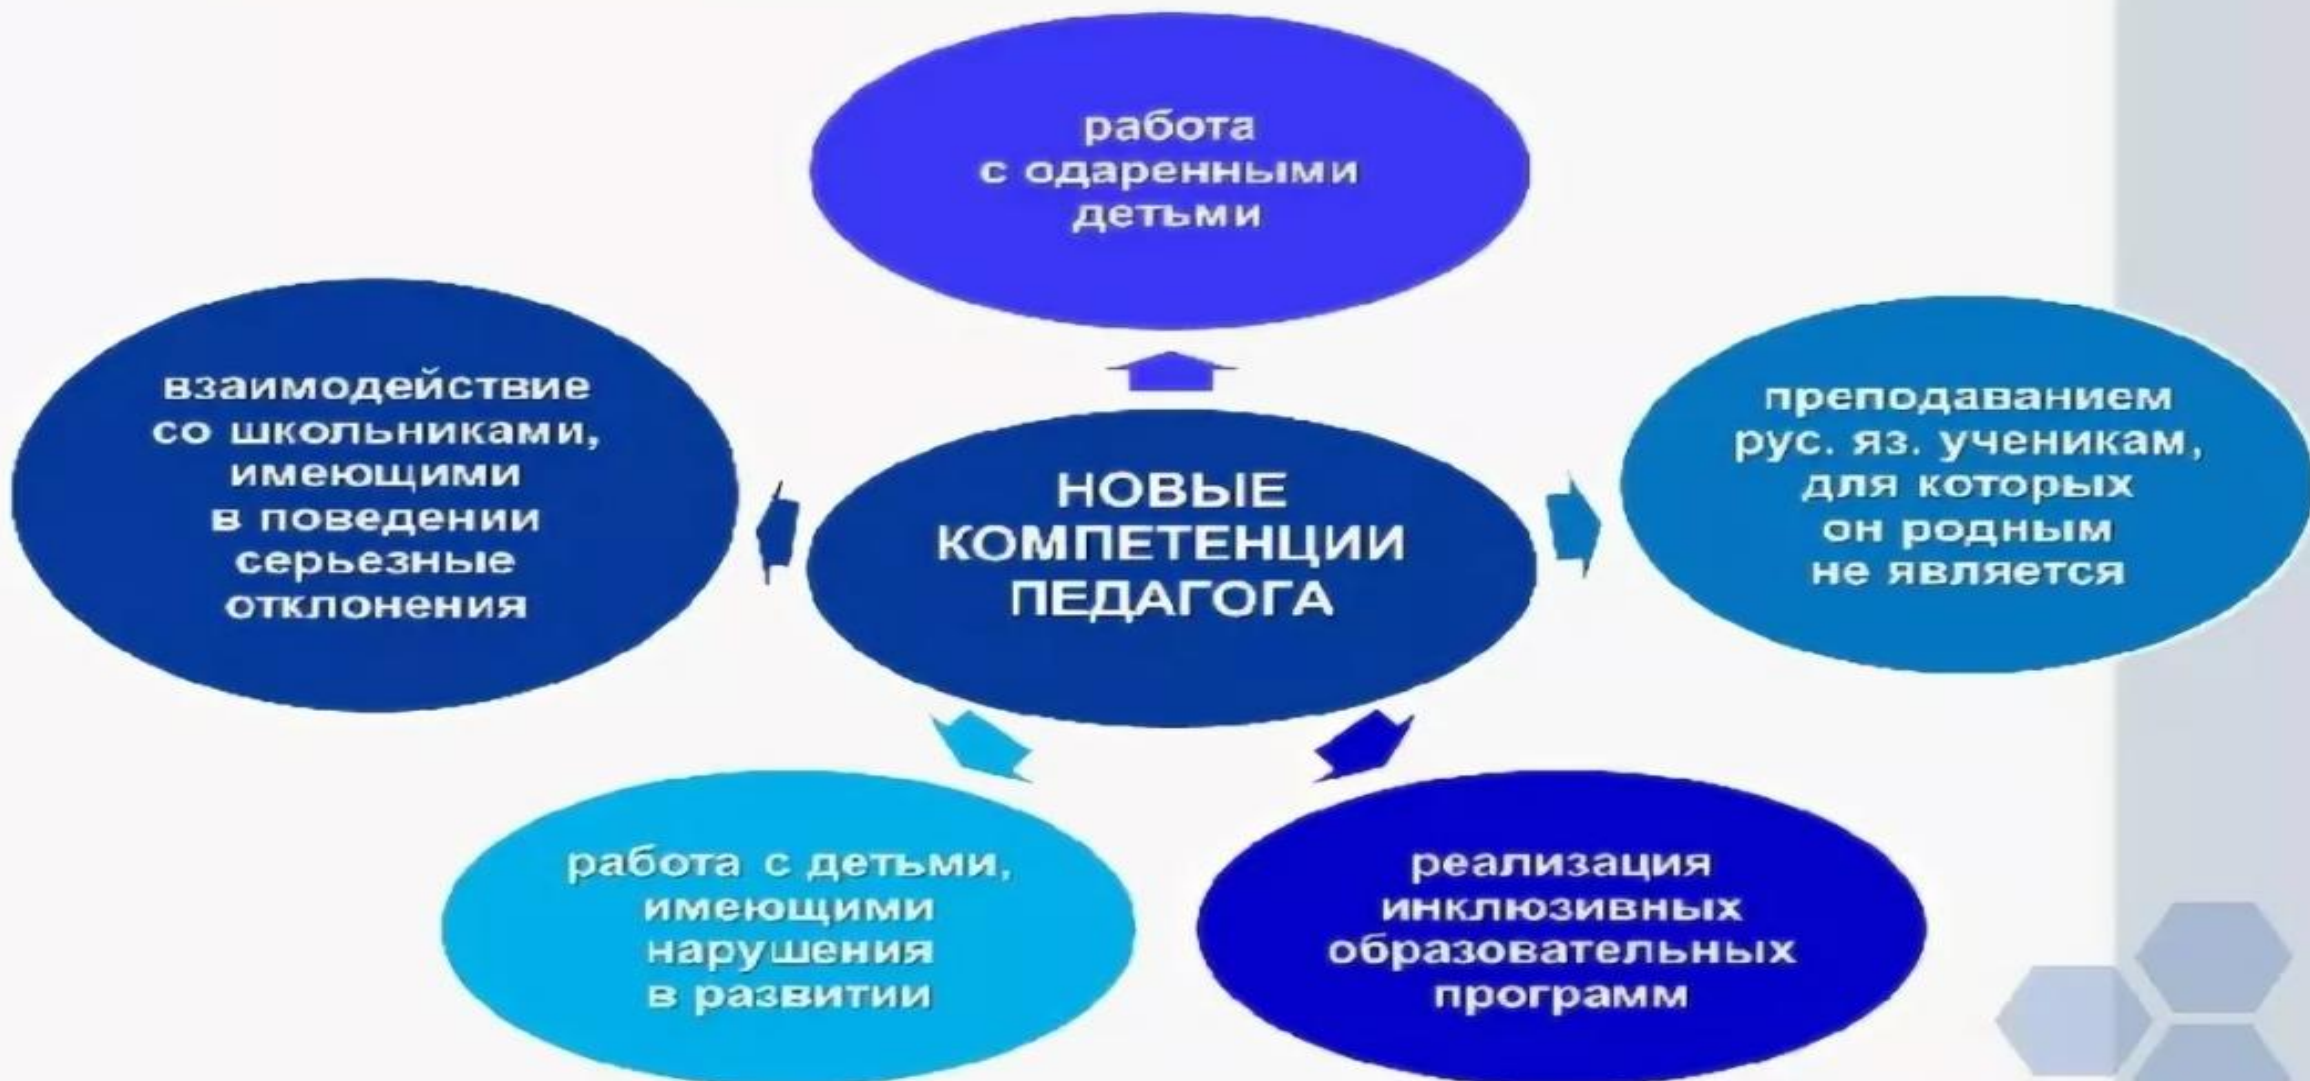 работа
с одаренными
детьми
взаимодействие
со школьниками,
имеющими
в поведении
серьезные
отклонения
НОВЫЕ
КОМПЕТЕНЦИИ
ПЕДАГОГА
преподаванием
рус. яз. ученикам,
для которых
он родным
не является
работа с детьми,
имеющими
нарушения
в развитии
реализация
инклюзивных
образовательных
программ